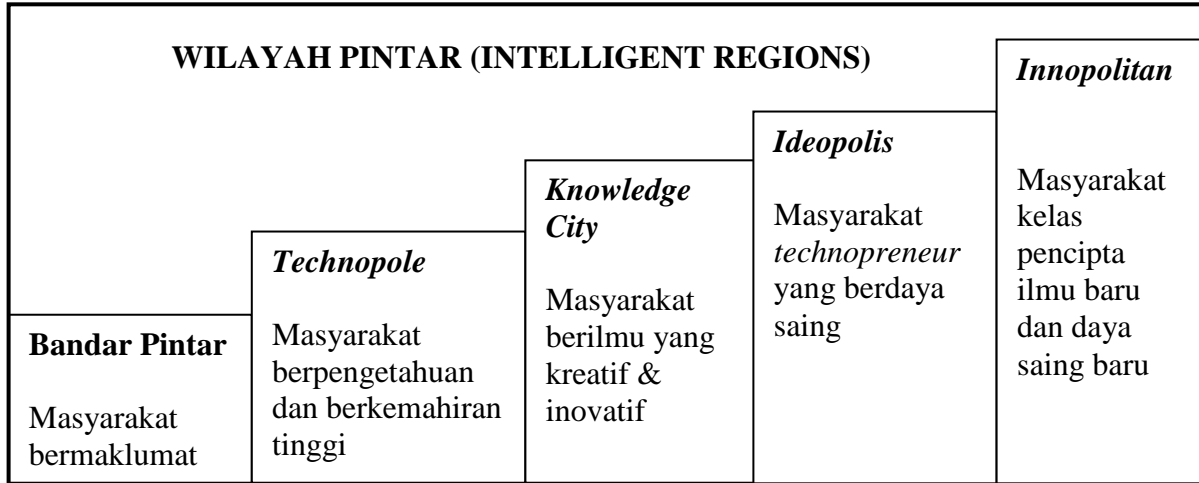 WILAYAH PINTAR (INTELLIGENT REGIONS)
Bandar Pintar
Masyarakat
bermaklumat
Technopole
Masyarakat
berpengetahuan
dan berkemahiran
tinggi
Knowledge
City
Masyarakat
berilmu yang
kreatif &
inovatif
Ideopolis
Masyarakat
technopreneur
yang berdaya
saing
Innopolitan
Masyarakat
kelas
pencipta
ilmu baru
dan daya
saing baru